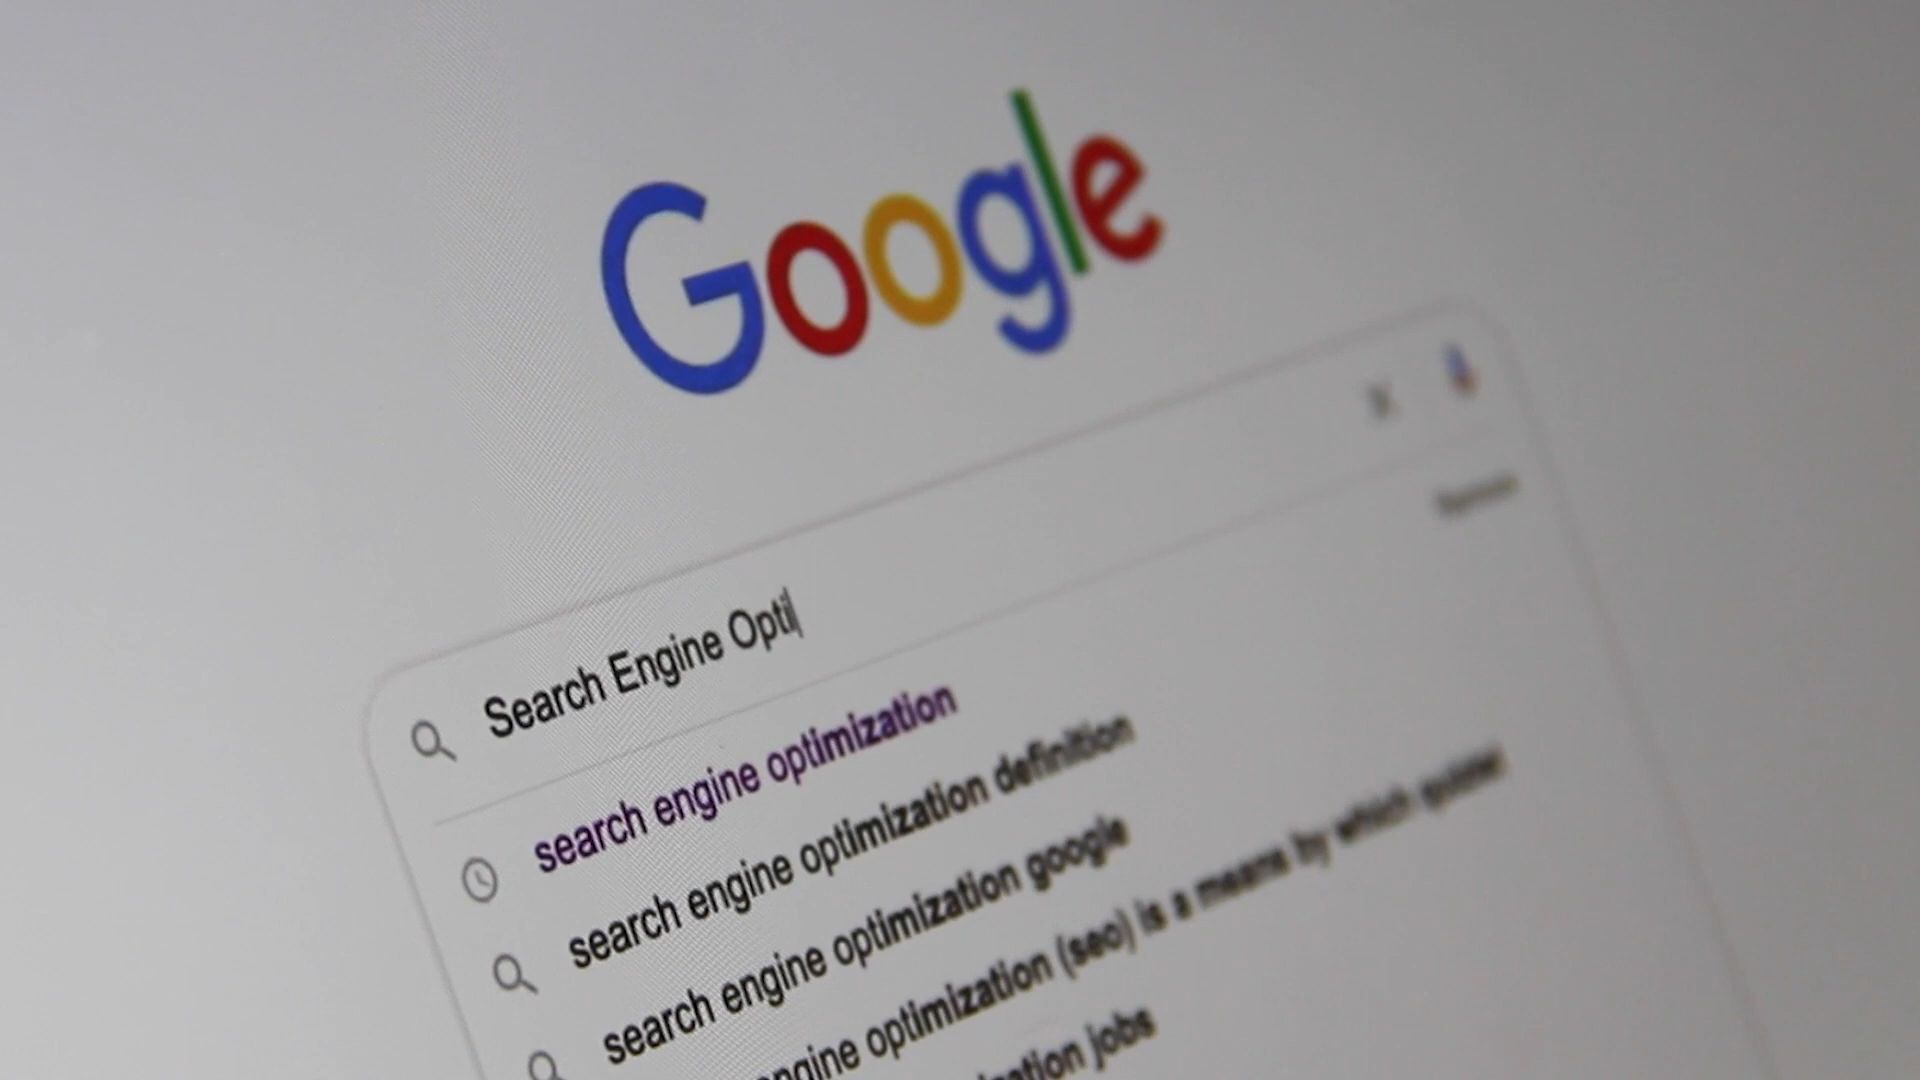 Google
Search Engine Opti
search engine optimization
search engine optimization definition
search engine optimization google
engine optimization (seo) is a means by which
jobs